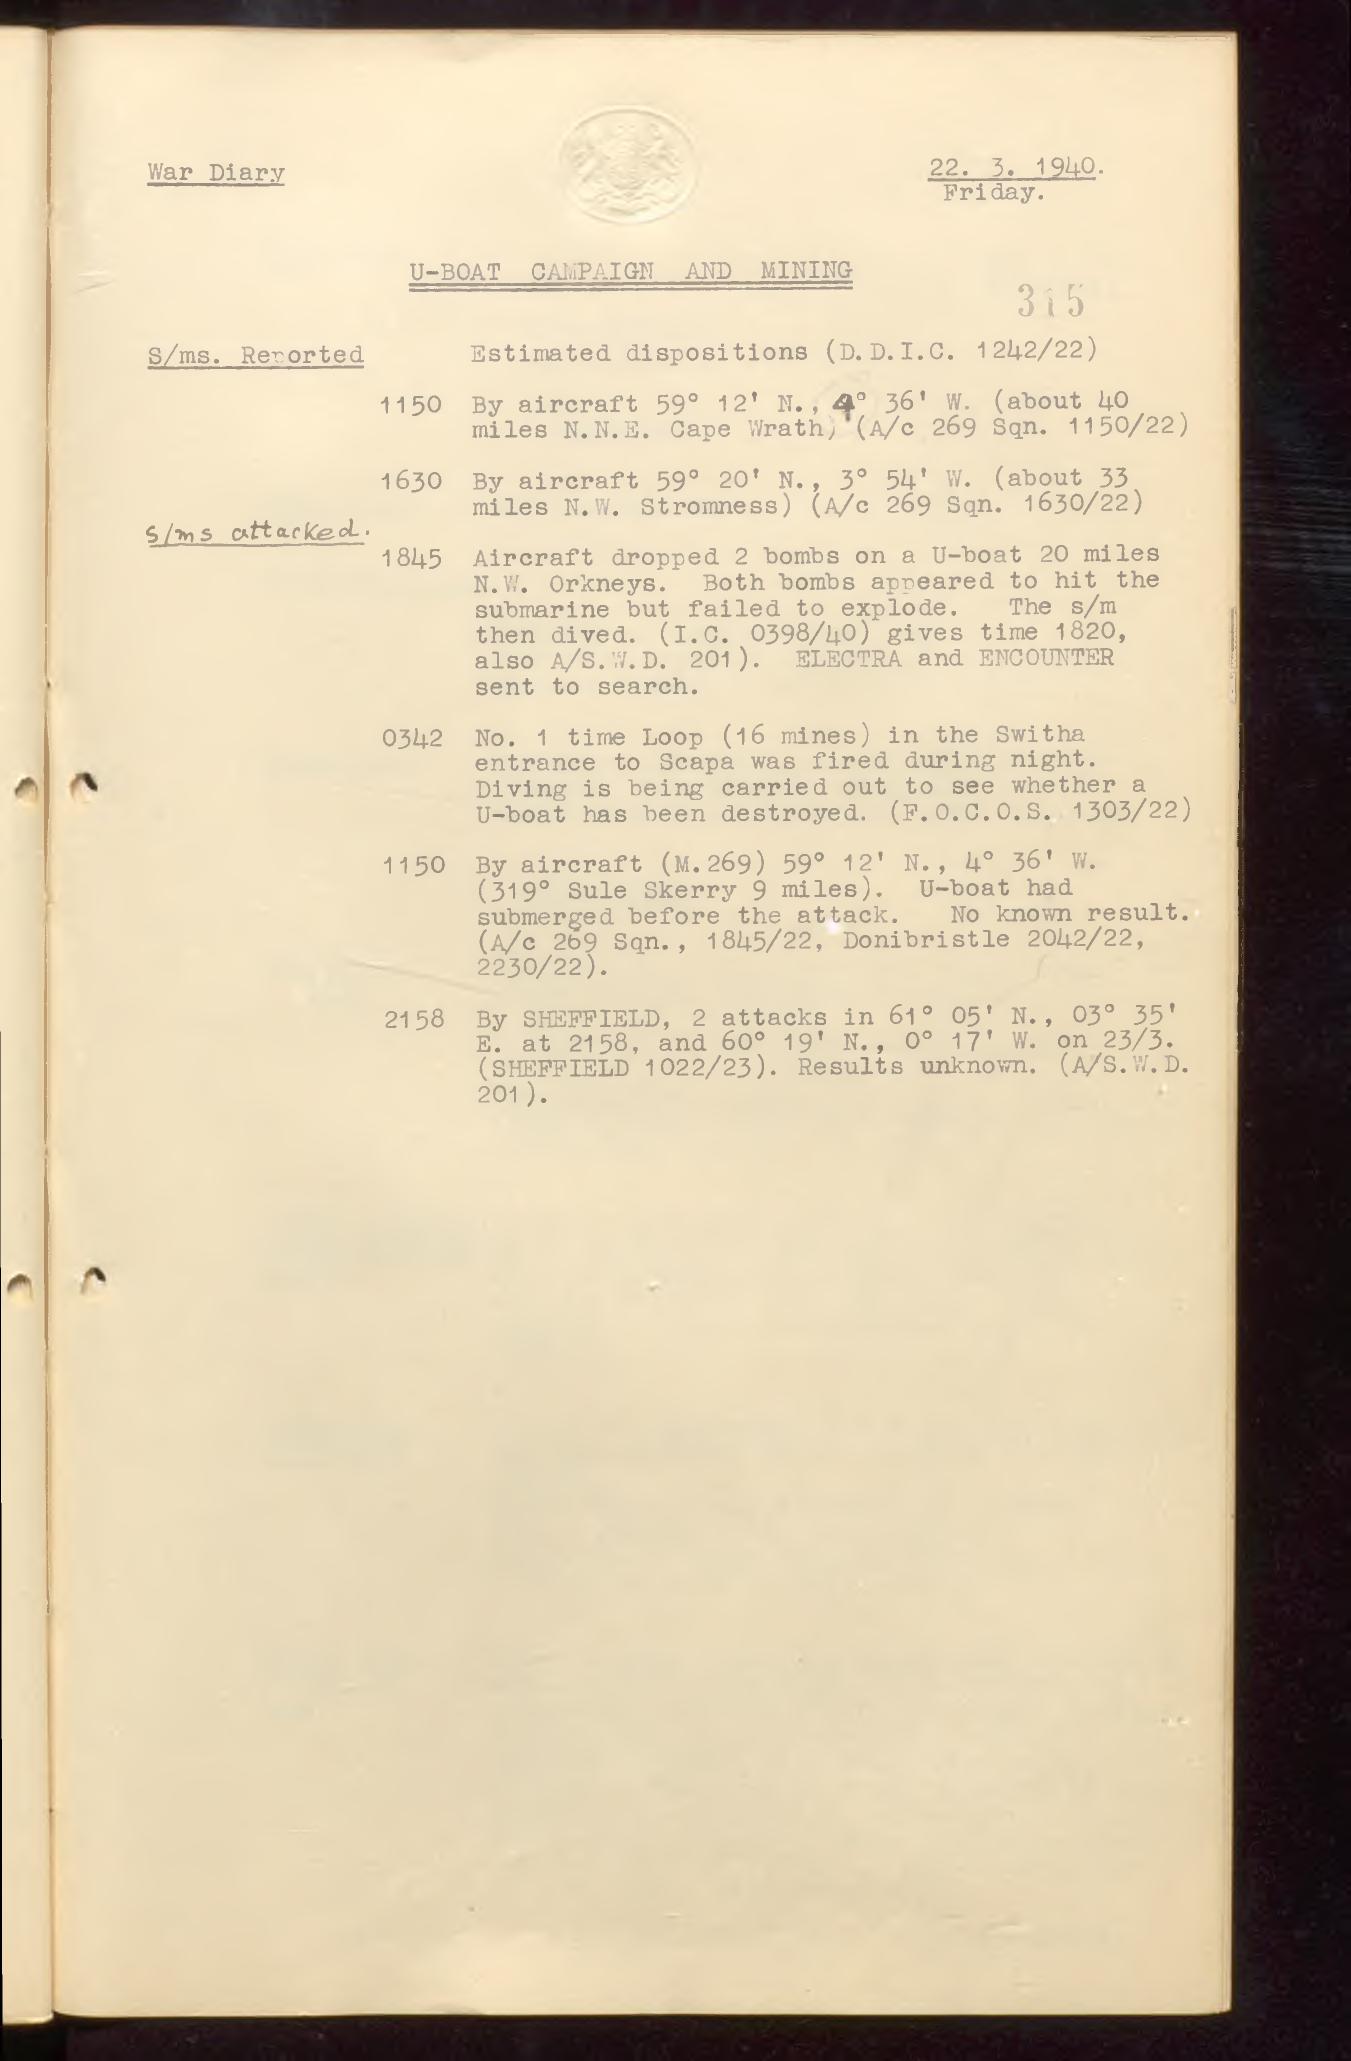 War Diary
22. 3. 1940.
Friday.
U-BOAT CAMPAIGN AND MINING
315
S/ms. Reported Estimated dispositions (D.D.I.C. 1242/22)
1150 By aircraft 59° 12' N., 4° 36' W. (about 40
miles N.N.E. Cape Wrath) (A/c 269 Sqn. 1150/22)
1630 By aircraft 59° 20' N., 3° 54' W. (about 33
miles N.W. Stromness) (A/c 269 Sqn. 1630/22)
S/ms attacked.
1845 Aircraft dropped 2 bombs on a U-boat 20 miles
N.W. Orkneys. Both bombs appeared to hit the
submarine but failed to explode. The s/m
then dived. (I.C. 0398/40) gives time 1820,
also A/S.W.D. 201). ELECTRA and ENCOUNTER
sent to search.
0342 No. 1 time Loop (16 mines) in the Switha
entrance to Scapa was fired during night.
Diving is being carried out to see whether a
U-boat has been destroyed. (F.O.C.O.S. 1303/22)
1150 By aircraft (M.269) 59° 12' N., 4° 36' W.
(319° Sule Skerry 9 miles). U-boat had
submerged before the attack. No known result.
(A/c 269 Sqn., 1845/22, Donibristle 2042/22,
2230/22).
2158 By SHEFFIELD, 2 attacks in 61° 05' N., 03° 35'
E. at 2158, and 60° 19' N., 0° 17' W. on 23/3.
(SHEFFIELD 1022/23). Results unknown. (A/S.W.D.
201).